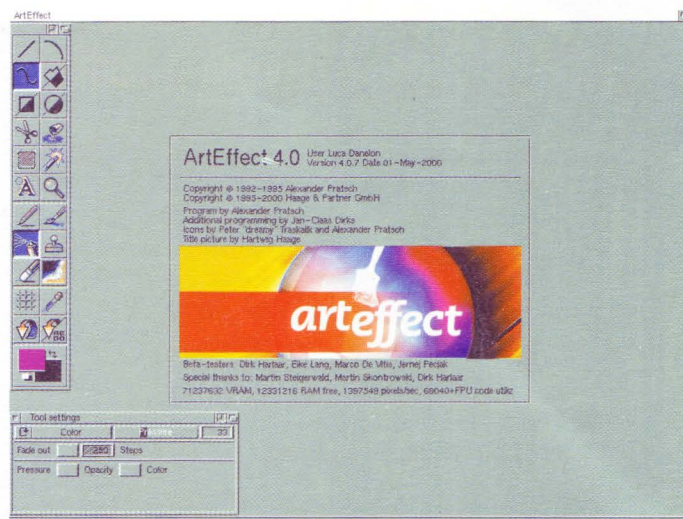 ArtEffect
ArtEffect 4.0 User Luca Danelon
Version 4.0.7 Date 01-May-2000
Copyright © 1992-1995 Alexander Pratsch
Copyright © 1995-2000 Haage & Partner GmbH
Program by Alexander Pratsch
Additional programming by Jan-Claas Dirks
Icons by Peter "dreamy" Traskalik and Alexander Pratsch
Title picture by Hartwig Haage
arteffect
Beta-testers: Dirk Harlaar, Eike Lang, Marco De Vitis, Jernej Pecjak
Special thanks to: Martin Steigerwald, Martin Skontrowski, Dirk Harlaar
71237632 VRAM, 12331216 RAM free, 1397549 pixels/sec, 68040+FPU code utiliz
Tool settings
Color 33
Fade out 250 Steps
Pressure Opacity Color